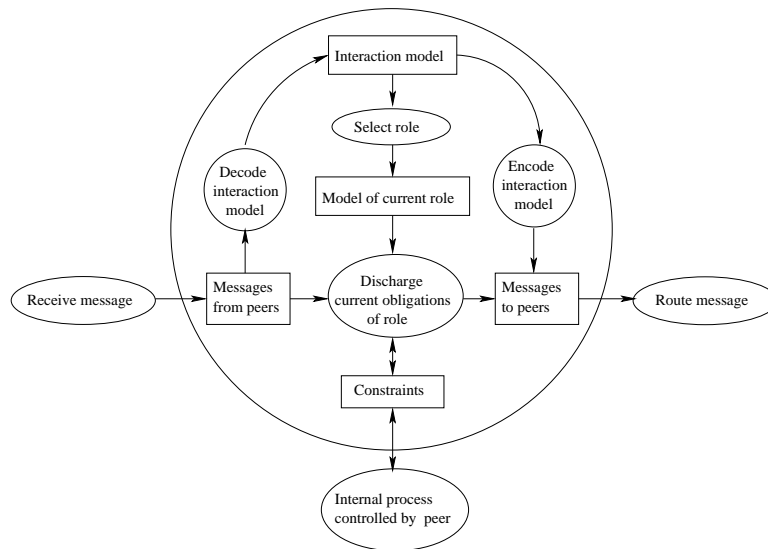 Interaction model
Select role
Decode
interaction
model
Encode
interaction
model
Model of current role
Receive message
Messages
from peers
Discharge
current obligations
of role
Messages
to peers
Route message
Constraints
Internal process
controlled by peer